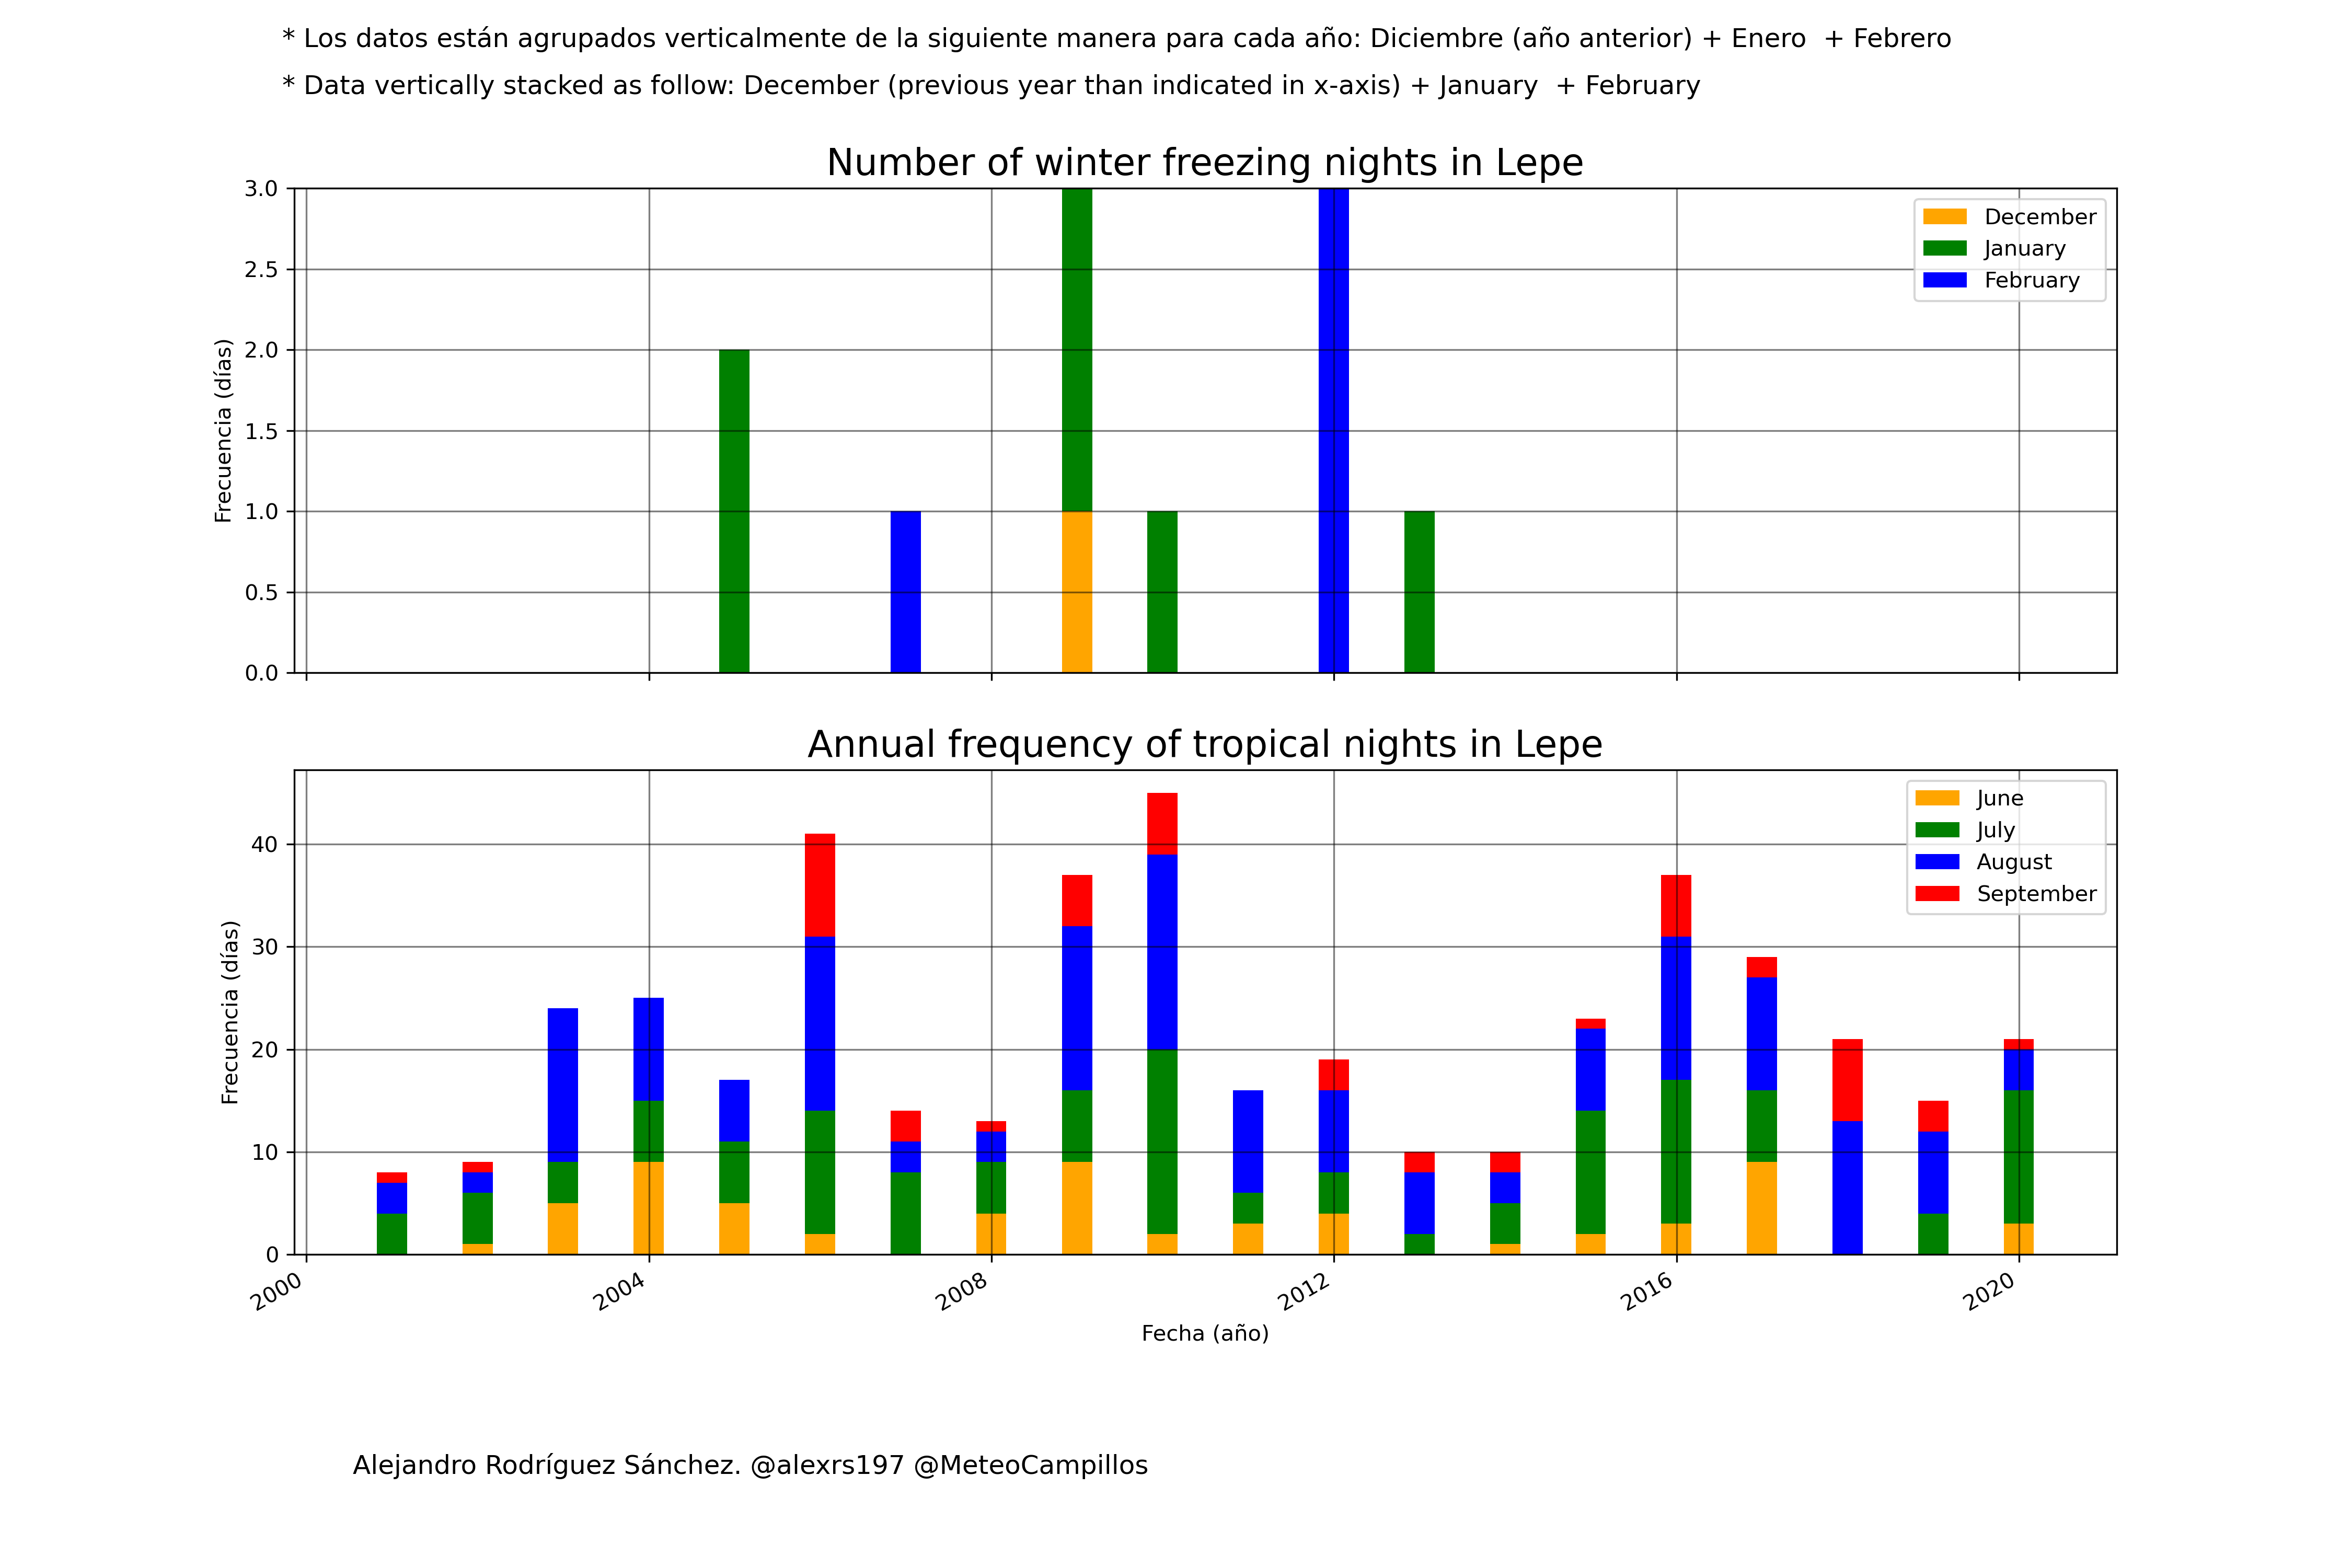 * Los datos están agrupados verticalmente de la siguiente manera para cada año: Diciembre (año anterior) + Enero  + Febrero
* Data vertically stacked as follow: December (previous year than indicated in x-axis) + January  + February
Number of winter freezing nights in Lepe
Frecuencia (días)
3.0
2.5
2.0
1.5
1.0
0.5
0.0
December
January
February
Annual frequency of tropical nights in Lepe
Frecuencia (días)
40
30
20
10
0
June
July
August
September
2000 2004 2008 2012 2016 2020
Fecha (año)
Alejandro Rodríguez Sánchez. @alexrs197 @MeteoCampillos